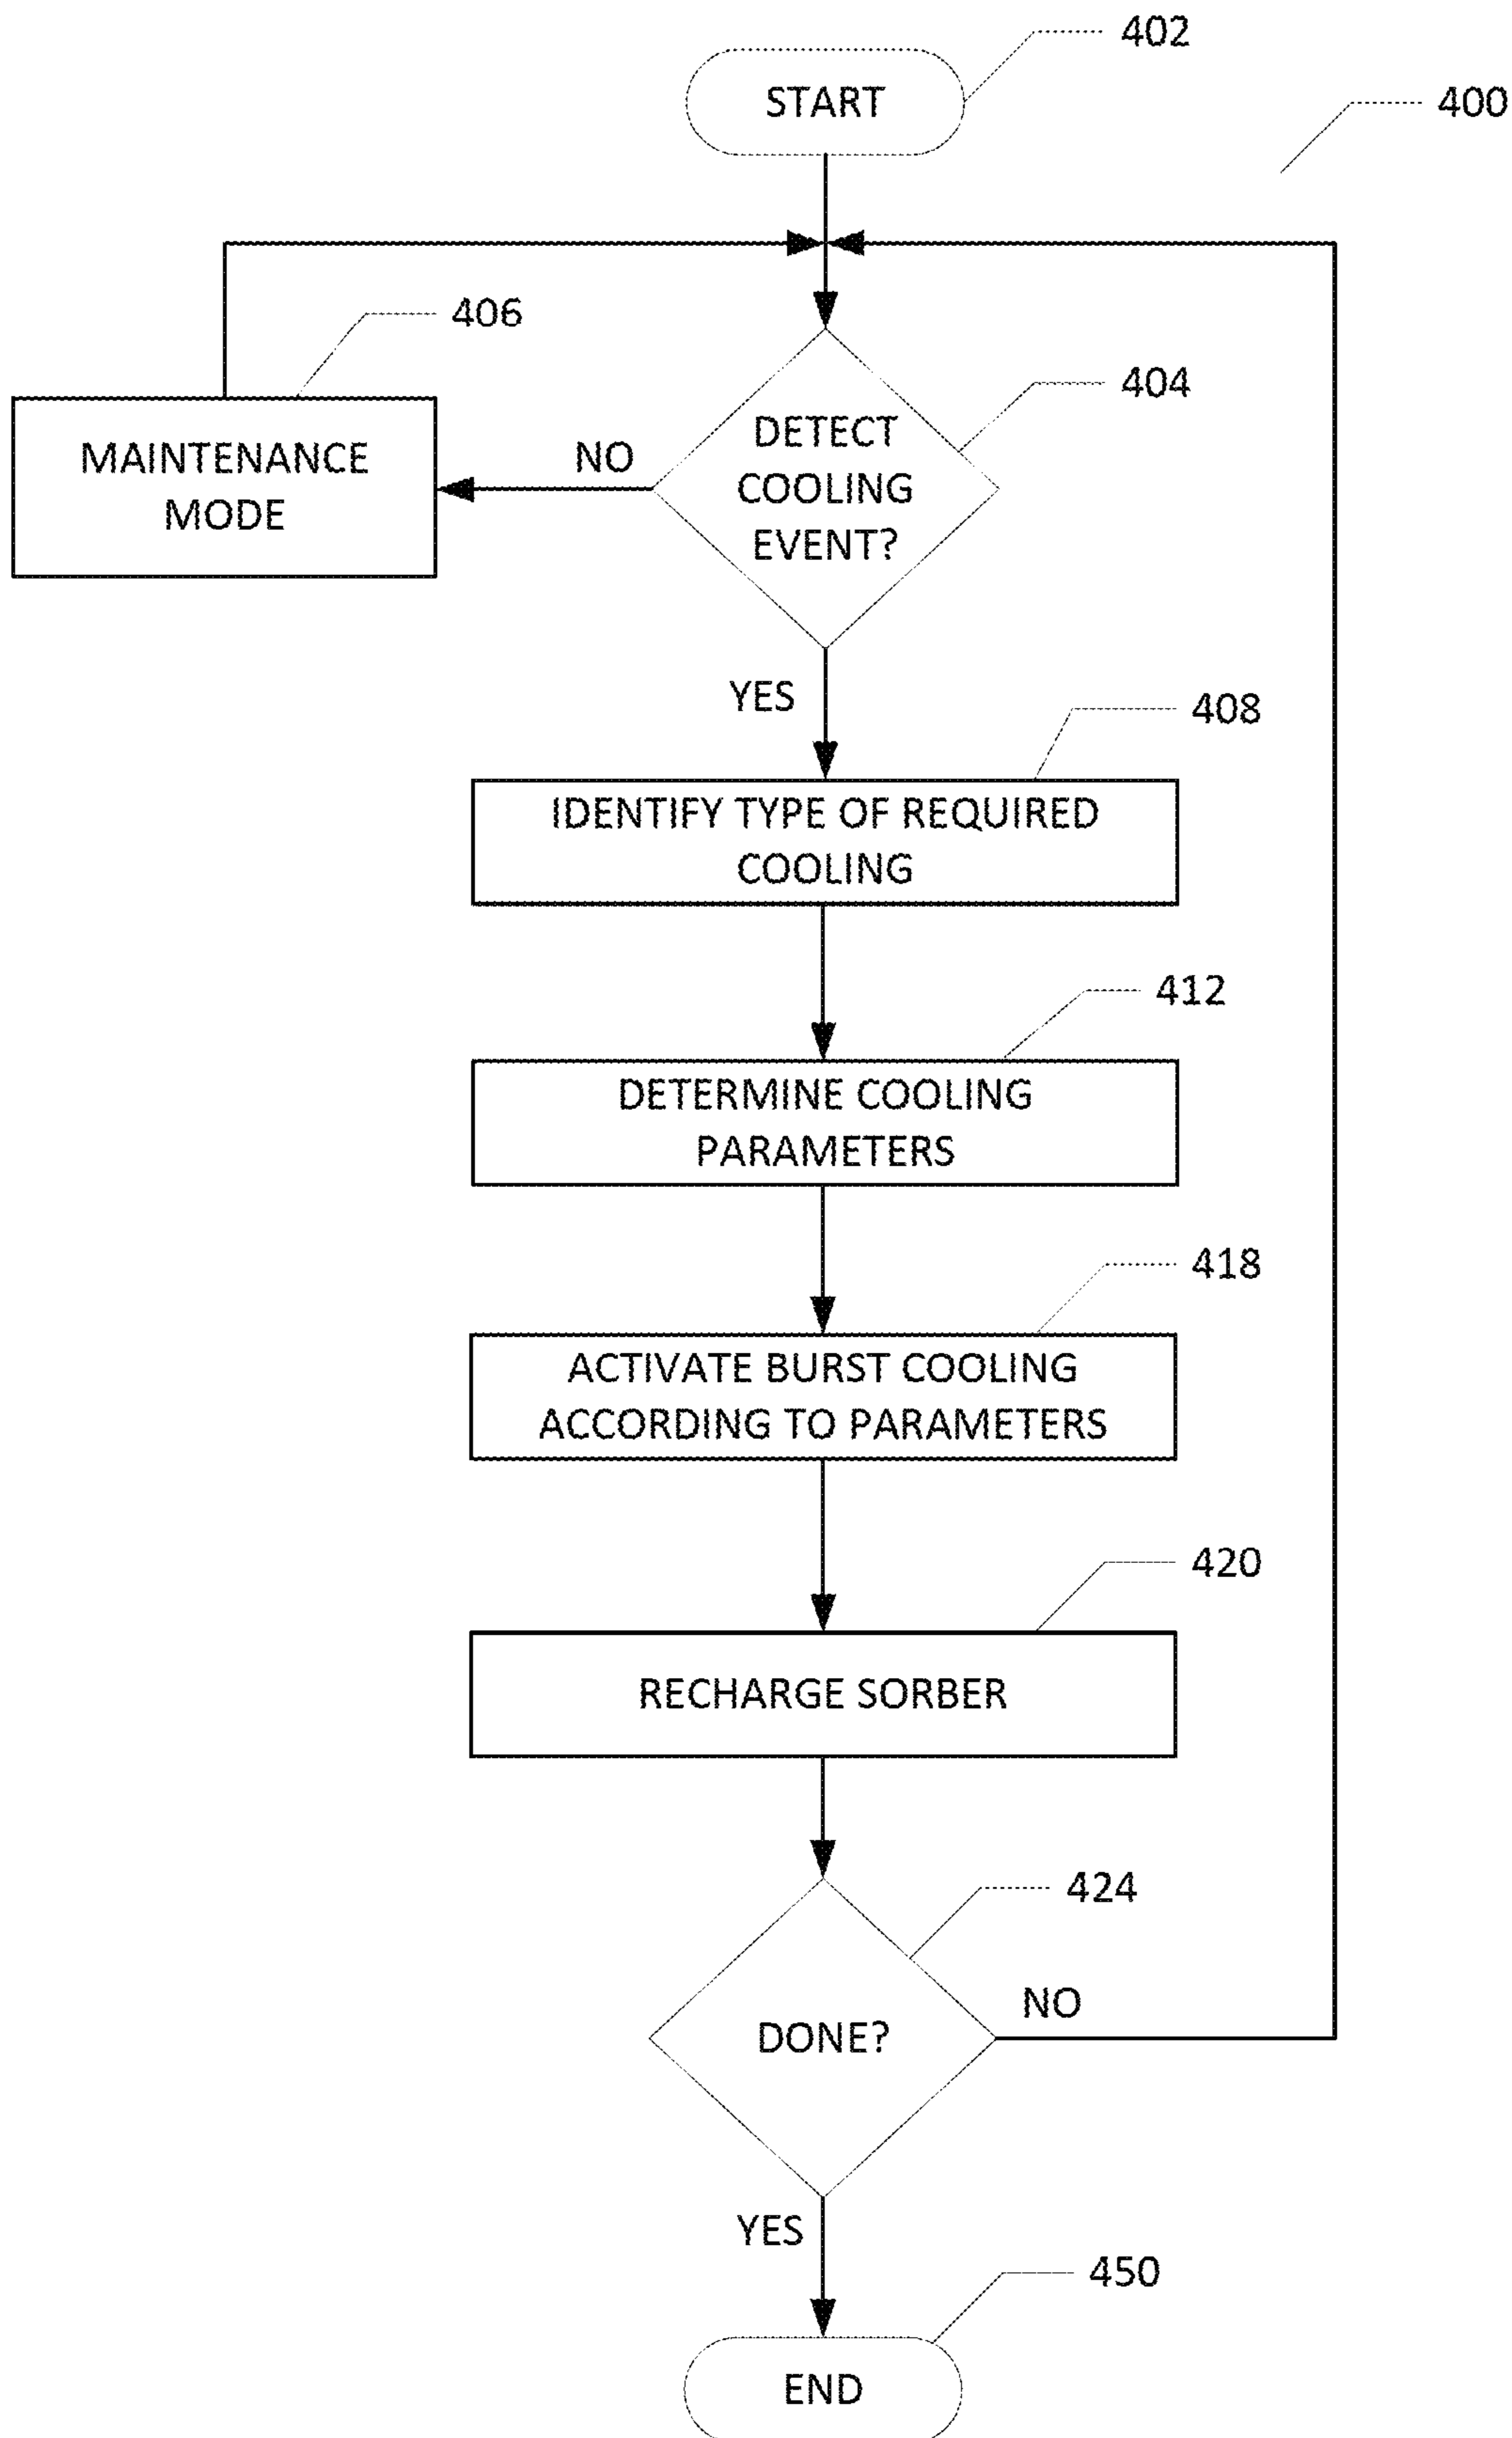 402
START
400
406
404
MAINTENANCE
MODE
NO
DETECT
COOLING
EVENT?
YES
408
IDENTIFY TYPE OF REQUIRED
COOLING
412
DETERMINE COOLING
PARAMETERS
418
ACTIVATE BURST COOLING
ACCORDING TO PARAMETERS
420
RECHARGE SORBER
424
NO
DONE?
YES
450
END